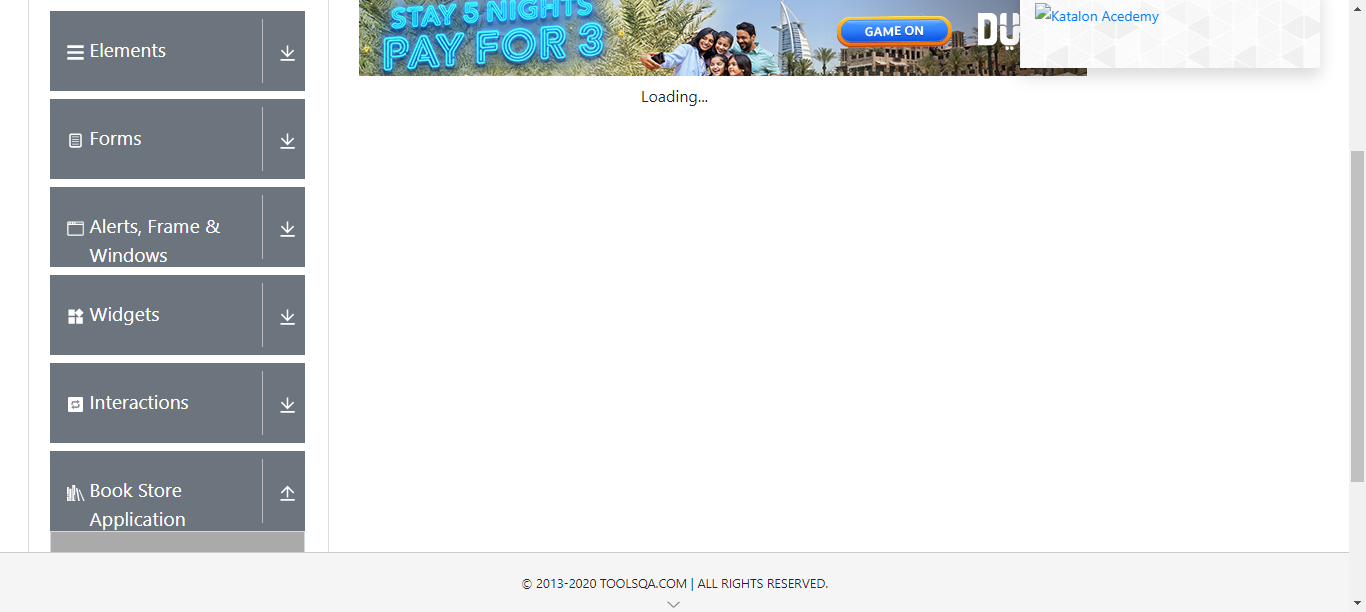 Elements
Forms
Alerts, Frame &
Windows
Widgets
Interactions
Book Store
Application
STAY 5 NIGHTS
PAY FOR 3
GAME ON
Katalon Acedemy
Loading...
© 2013-2020 TOOLSQA.COM | ALL RIGHTS RESERVED.